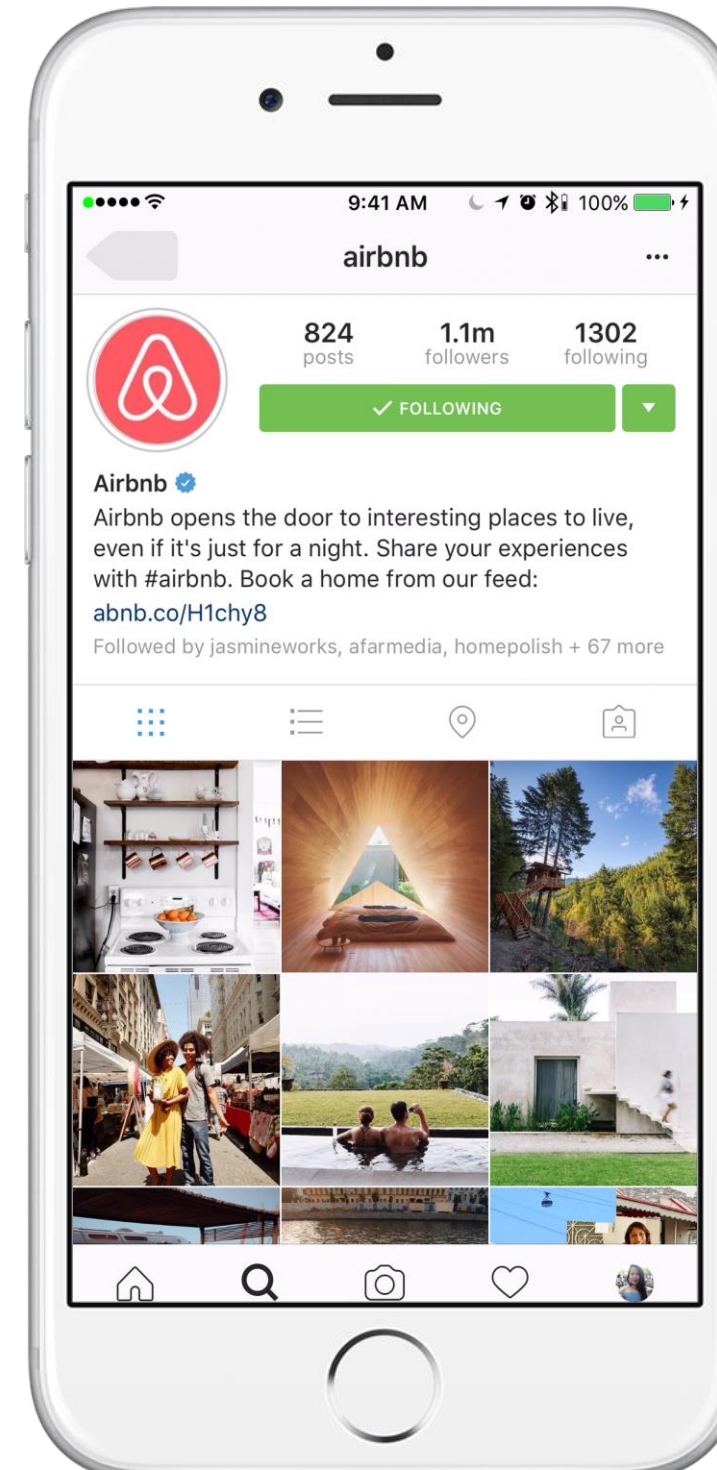 9:41 AM 100%
airbnb
824 1.1m 1302
posts followers following
FOLLOWING
Airbnb
Airbnb opens the door to interesting places to live,
even if it's just for a night. Share your experiences
with #airbnb. Book a home from our feed:
abnb.co/H1chy8
Followed by jasmineworks, afarmedia, homepolish + 67 more